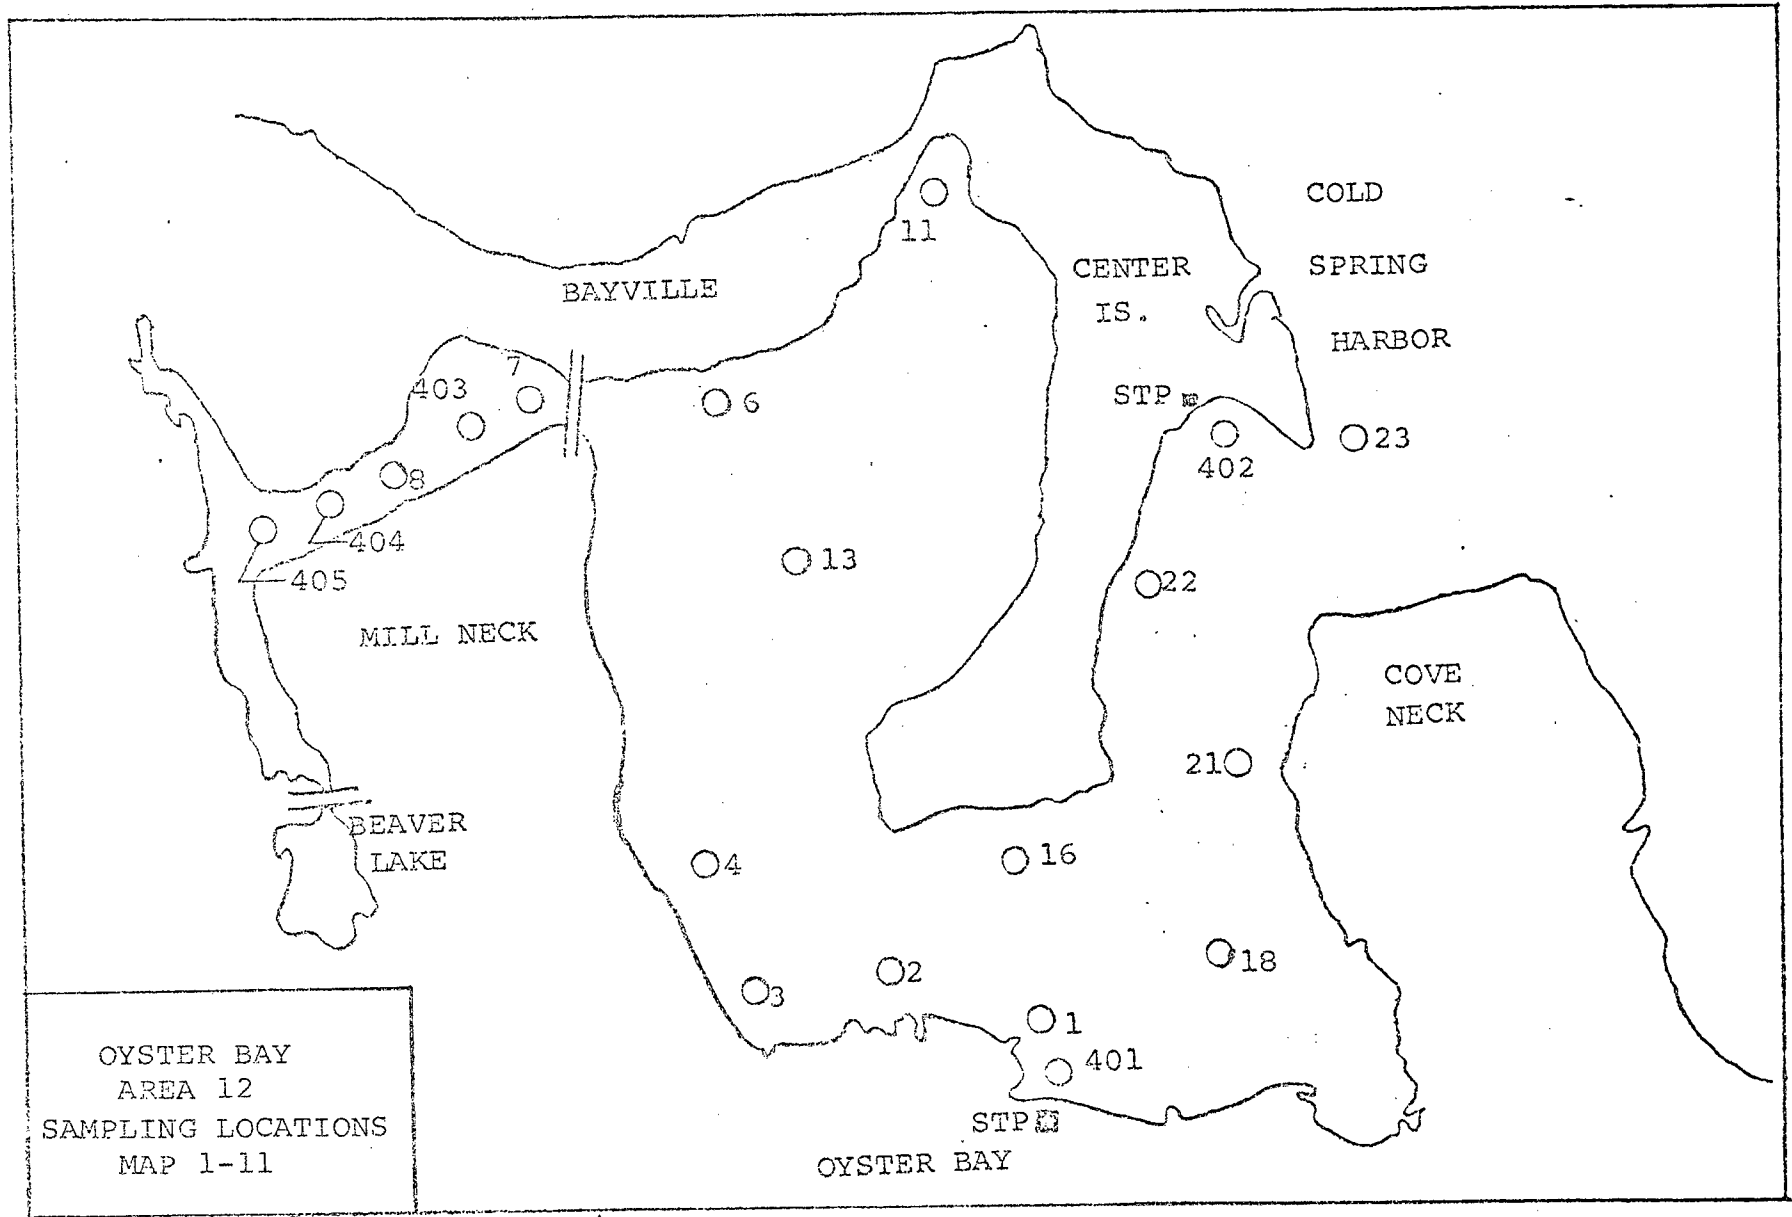 COLD
SPRING
HARBOR
11
CENTER
IS.
BAYVILLE
7
403
6
STP
402
23
8
404
405
13
22
MILL NECK
COVE
NECK
21
BEAVER
LAKE
4
16
18
2
3
1
401
STP
OYSTER BAY
OYSTER BAY
AREA 12
SAMPLING LOCATIONS
MAP 1-11